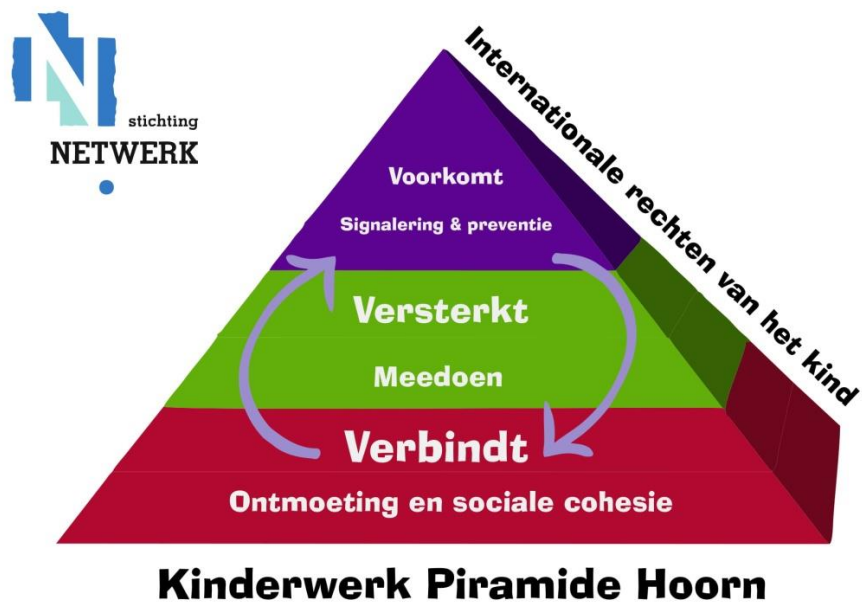 stichting
NETWERK
Internationale rechten van het kind
Voorkomt
Signalering & preventie
Versterkt
Meedoen
Verbindt
Ontmoeting en sociale cohesie
Kinderwerk Piramide Hoorn